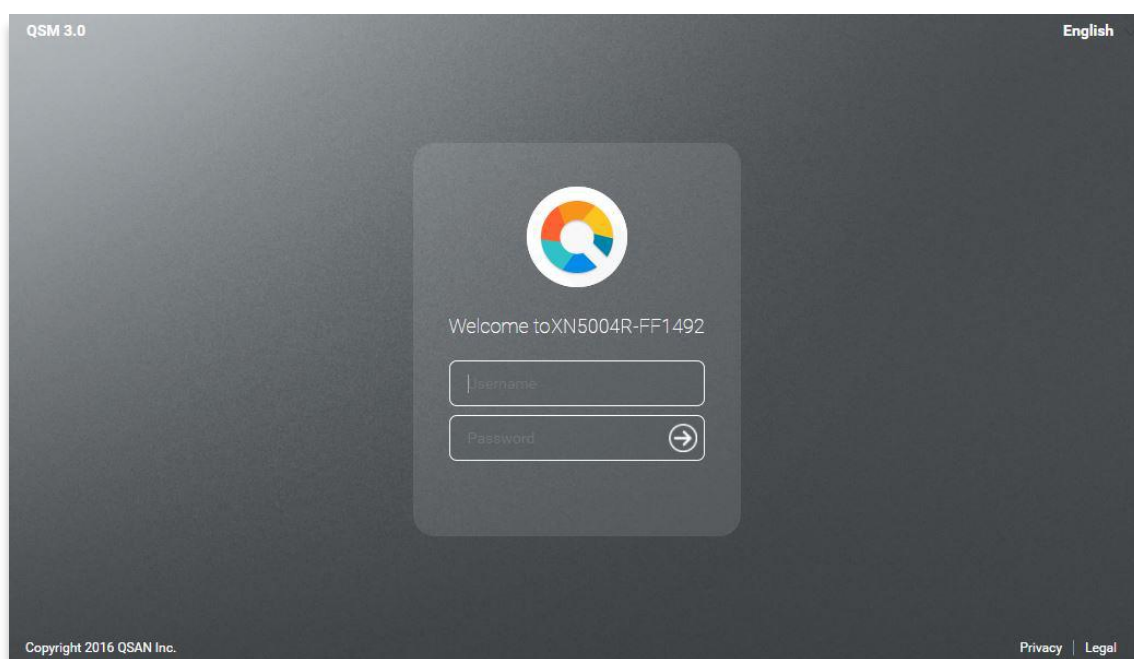 QSM 3.0
English
Welcome toXN5004R-FF1492
Username
Password
Copyright 2016 QSAN Inc.
Privacy | Legal